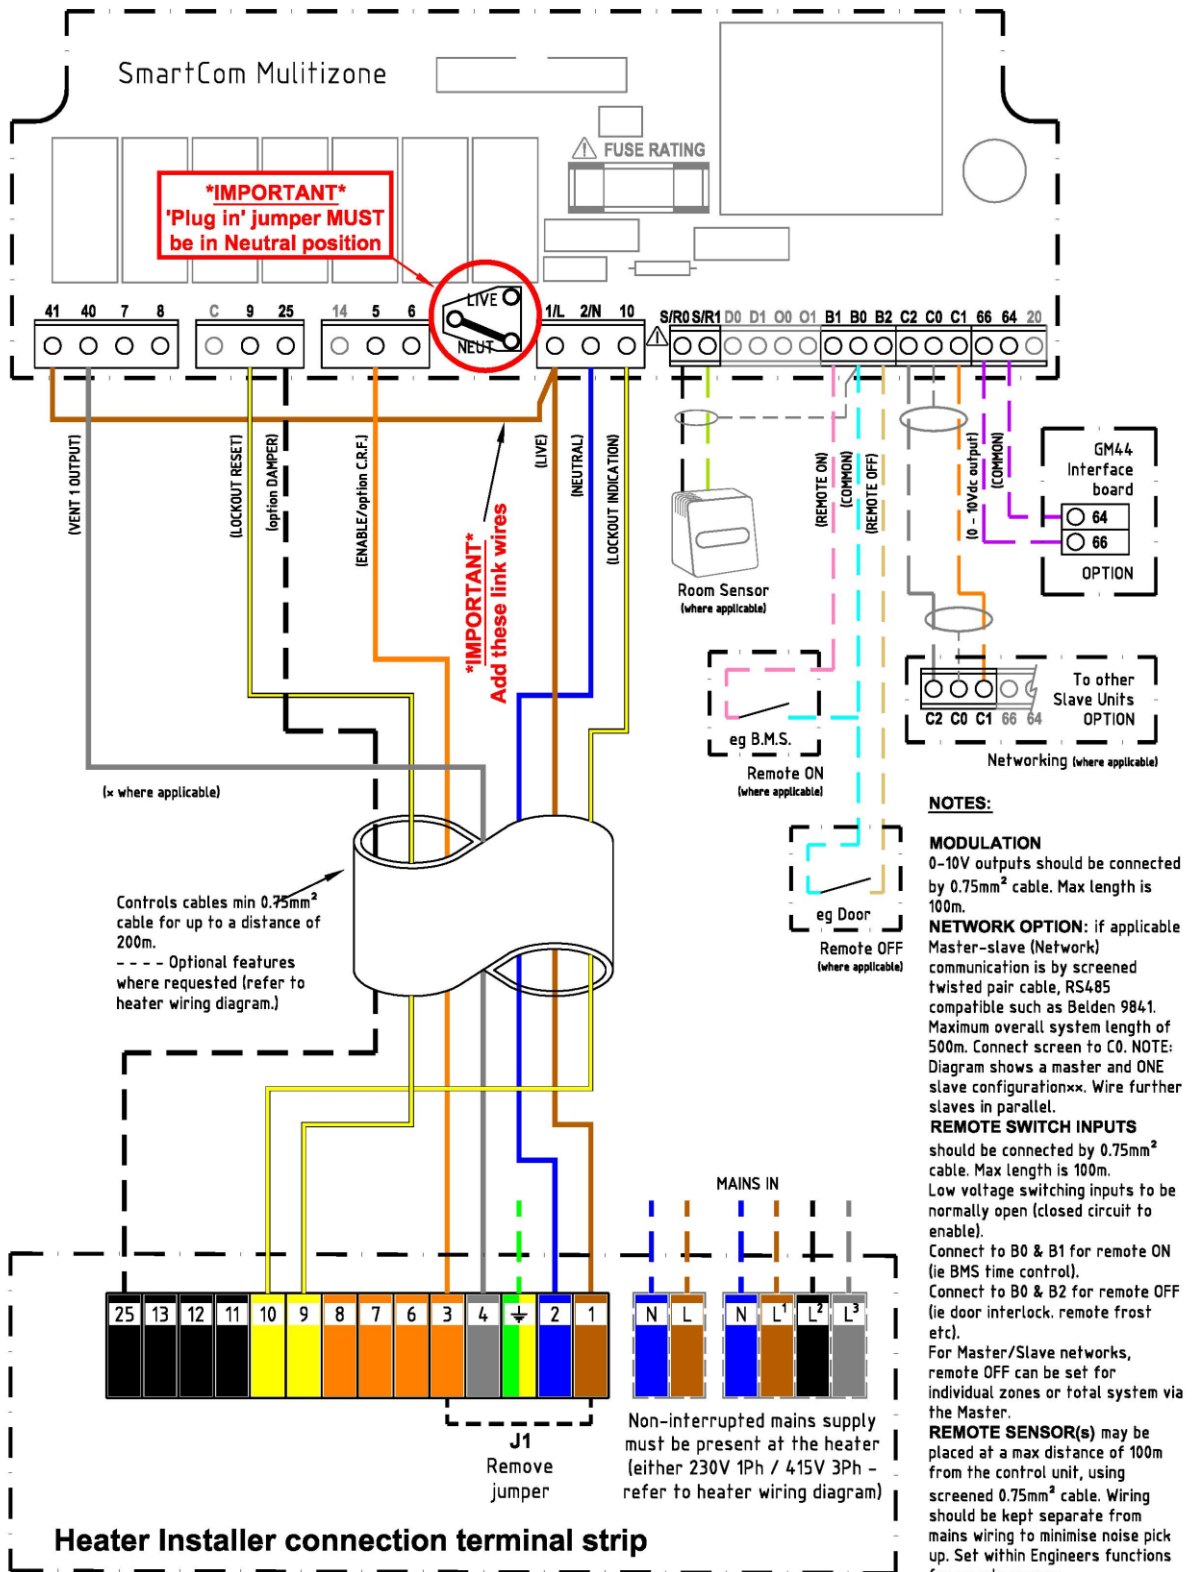 SmartCom Mulitizone
FUSE RATING
*IMPORTANT*
'Plug in' jumper MUST
be in Neutral position
LIVE
NEUT
41 40 7 8
C 9 25
14 5 6
1/L 2/N 10
S/R0 S/R1 D0 D1 O0 O1 B1 B0 B2 C2 C0 C1 66 64 20
(VENT 1 OUTPUT)
(LOCKOUT RESET)
(option DAMPER)
(ENABLE/option C.R.F.)
(LIVE)
(NEUTRAL)
(LOCKOUT INDICATION)
(REMOTE ON)
(COMMON)
(REMOTE OFF)
(0 - 10Vdc output)
(COMMON)
*IMPORTANT*
Add these link wires
GM44
Interface
board
64
66
OPTION
Room Sensor
(where applicable)
To other
Slave Units
OPTION
C2 C0 C1 66 64
Networking (where applicable)
eg B.M.S.
Remote ON
(where applicable)
eg Door
Remote OFF
(where applicable)
(× where applicable)
Controls cables min 0.75mm²
cable for up to a distance of
200m.
- - - - Optional features
where requested (refer to
heater wiring diagram.)
NOTES:
MODULATION
0-10V outputs should be connected
by 0.75mm² cable. Max length is
100m.
NETWORK OPTION: if applicable
Master-slave (Network)
communication is by screened
twisted pair cable, RS485
compatible such as Belden 9841.
Maximum overall system length of
500m. Connect screen to C0. NOTE:
Diagram shows a master and ONE
slave configuration××. Wire further
slaves in parallel.
REMOTE SWITCH INPUTS
should be connected by 0.75mm²
cable. Max length is 100m.
Low voltage switching inputs to be
normally open (closed circuit to
enable).
Connect to B0 & B1 for remote ON
(ie BMS time control).
Connect to B0 & B2 for remote OFF
(ie door interlock. remote frost
etc).
For Master/Slave networks,
remote OFF can be set for
individual zones or total system via
the Master.
REMOTE SENSOR(s) may be
placed at a max distance of 100m
from the control unit, using
screened 0.75mm² cable. Wiring
should be kept separate from
mains wiring to minimise noise pick
up. Set within Engineers functions
MAINS IN
25 13 12 11 10 9 8 7 6 3 4 2 1
N L
N L¹ L² L³
J1
Remove
jumper
Non-interrupted mains supply
must be present at the heater
(either 230V 1Ph / 415V 3Ph -
refer to heater wiring diagram)
Heater Installer connection terminal strip